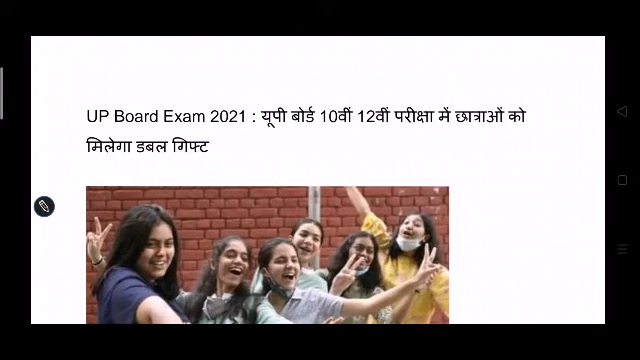 UP Board Exam 2021 : यूपी बोर्ड 10वीं 12वीं परीक्षा में छात्राओं को
मिलेगा डबल गिफ्ट